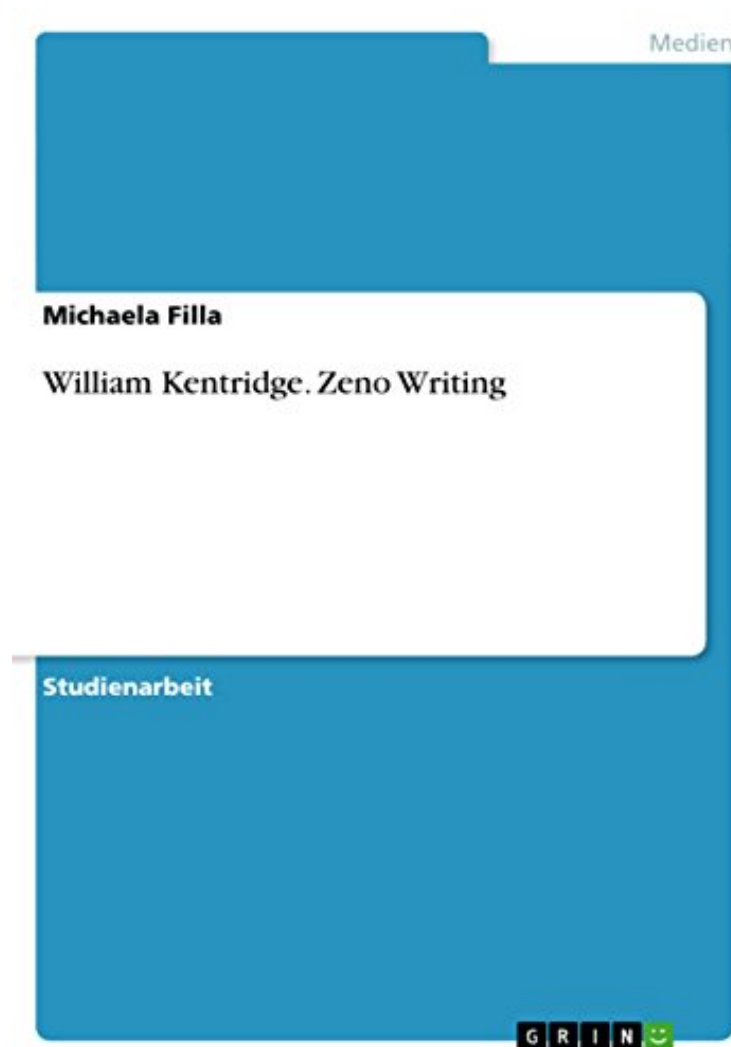 Medien
Michaela Filla
William Kentridge. Zeno Writing
Studienarbeit
GRIN